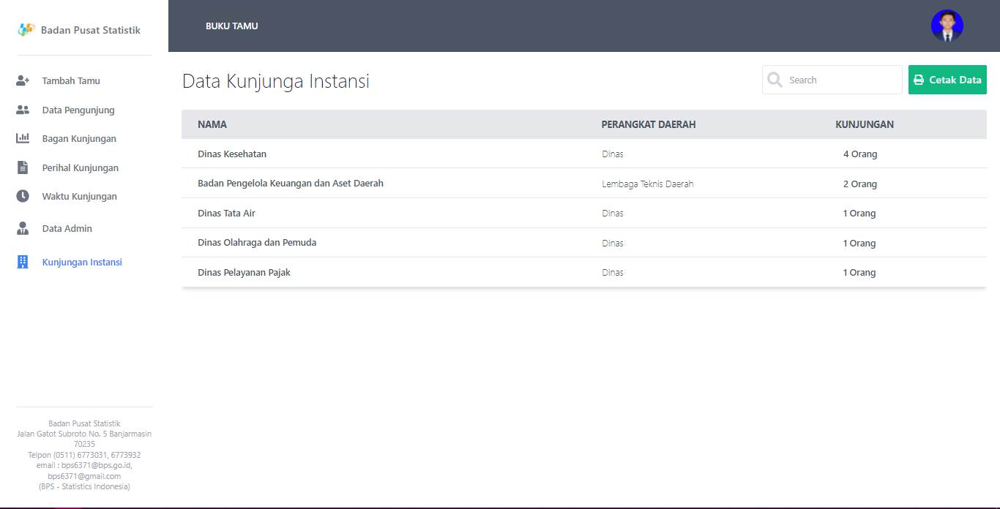 Badan Pusat Statistik
BUKU TAMU
Tambah Tamu
Data Pengunjung
Bagan Kunjungan
Perihal Kunjungan
Waktu Kunjungan
Data Admin
Kunjungan Instansi
Data Kunjunga Instansi
Search
Cetak Data
NAMA PERANGKAT DAERAH KUNJUNGAN
Dinas Kesehatan Dinas 4 Orang
Badan Pengelola Keuangan dan Aset Daerah Lembaga Teknis Daerah 2 Orang
Dinas Tata Air Dinas 1 Orang
Dinas Olahraga dan Pemuda Dinas 1 Orang
Dinas Pelayanan Pajak Dinas 1 Orang
Badan Pusat Statistik
Jalan Gatot Subroto No. 5 Banjarmasin
70235
Telpon (0511) 6773031, 6773932
email : bps6371@bps.go.id,
bps6371@gmail.com
(BPS - Statistics Indonesia)